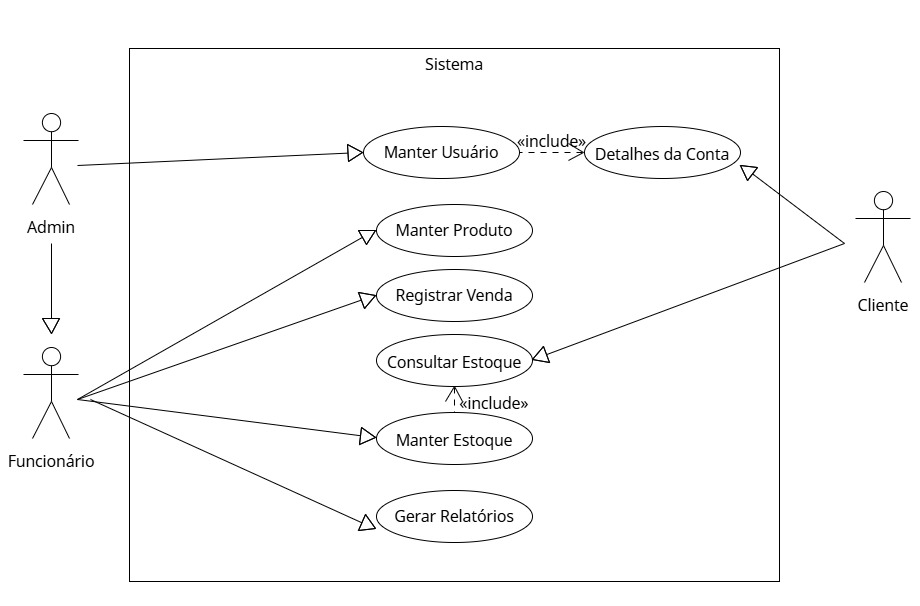 Sistema
Manter Usuário
«include»
Detalhes da Conta
Admin
Manter Produto
Registrar Venda
Cliente
Consultar Estoque
«include»
Manter Estoque
Funcionário
Gerar Relatórios